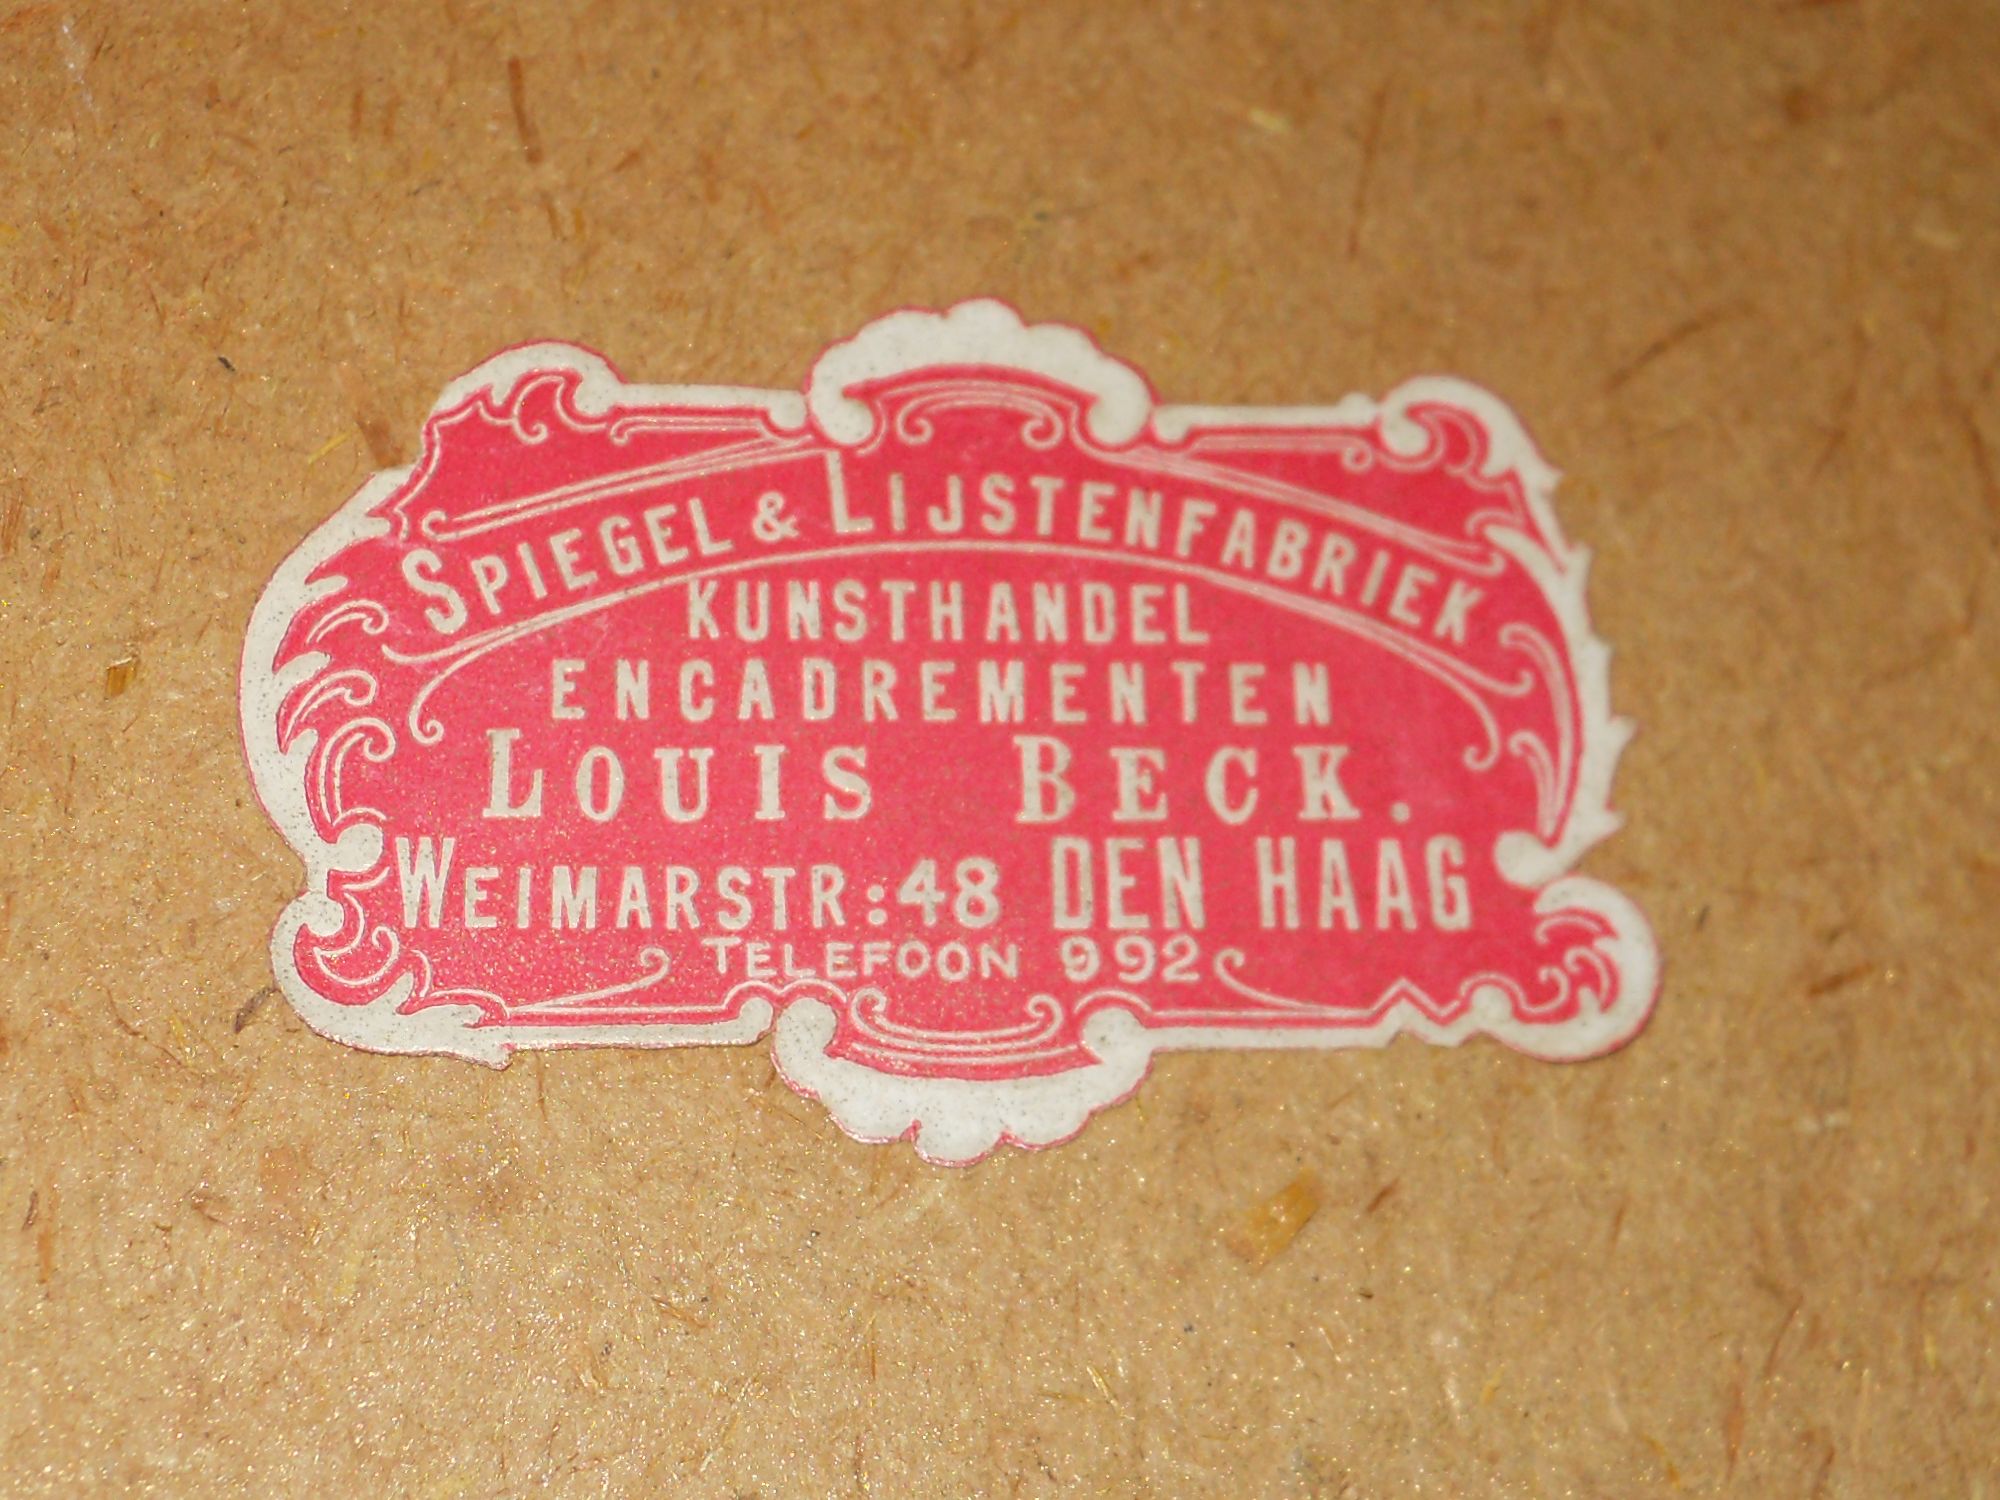 SPIEGEL & LIJSTENFABRIEK
KUNSTHANDEL
ENCADREMENTEN
LOUIS BECK.
WEIMARSTR: 48 DEN HAAG
TELEFOON 992